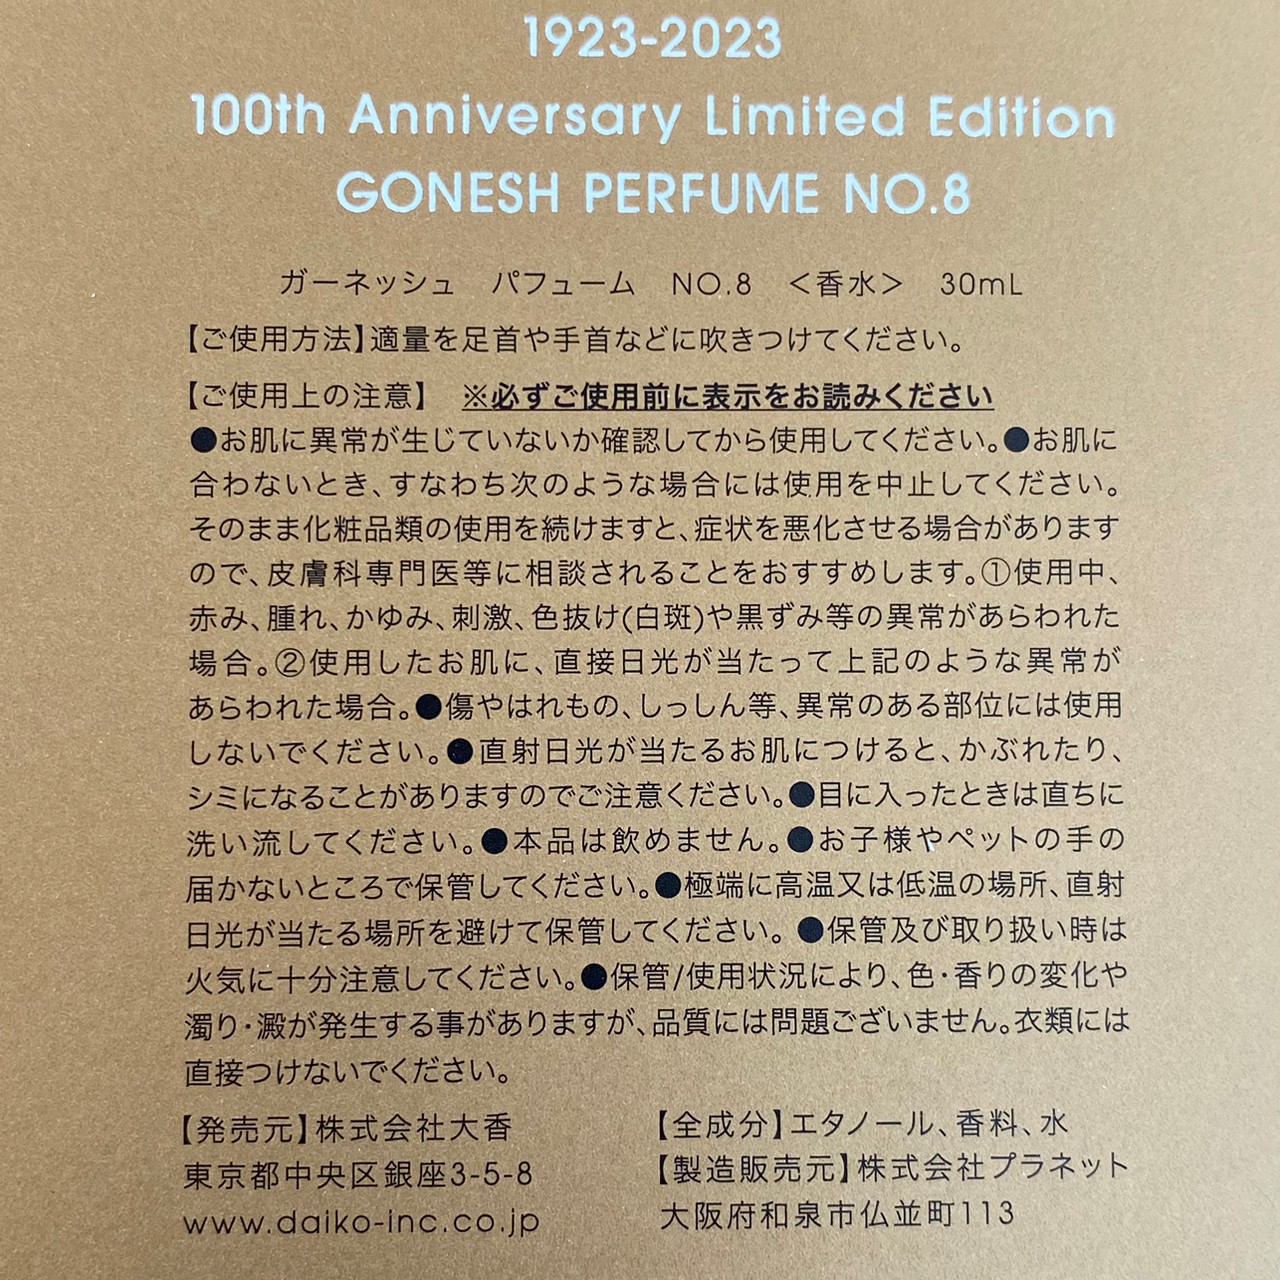 1923-2023
100th Anniversary Limited Edition
GONESH PERFUME NO.8
ガーネッシュ　パフューム　NO.8　＜香水＞　30mL
【ご使用方法】適量を足首や手首などに吹きつけてください。
【ご使用上の注意】　※必ずご使用前に表示をお読みください
●お肌に異常が生じていないか確認してから使用してください。●お肌に
合わないとき、すなわち次のような場合には使用を中止してください。
そのまま化粧品類の使用を続けますと、症状を悪化させる場合があります
ので、皮膚科専門医等に相談されることをおすすめします。①使用中、
赤み、腫れ、かゆみ、刺激、色抜け(白斑)や黒ずみ等の異常があらわれた
場合。②使用したお肌に、直接日光が当たって上記のような異常が
あらわれた場合。●傷やはれもの、しっしん等、異常のある部位には使用
しないでください。●直射日光が当たるお肌につけると、かぶれたり、
シミになることがありますのでご注意ください。●目に入ったときは直ちに
洗い流してください。●本品は飲めません。●お子様やペットの手の
届かないところで保管してください。●極端に高温又は低温の場所、直射
日光が当たる場所を避けて保管してください。●保管及び取り扱い時は
火気に十分注意してください。●保管/使用状況により、色・香りの変化や
濁り・澱が発生する事がありますが、品質には問題ございません。衣類には
直接つけないでください。
【発売元】株式会社大香
東京都中央区銀座3-5-8
www.daiko-inc.co.jp
【全成分】エタノール、香料、水
【製造販売元】株式会社プラネット
大阪府和泉市仏並町113